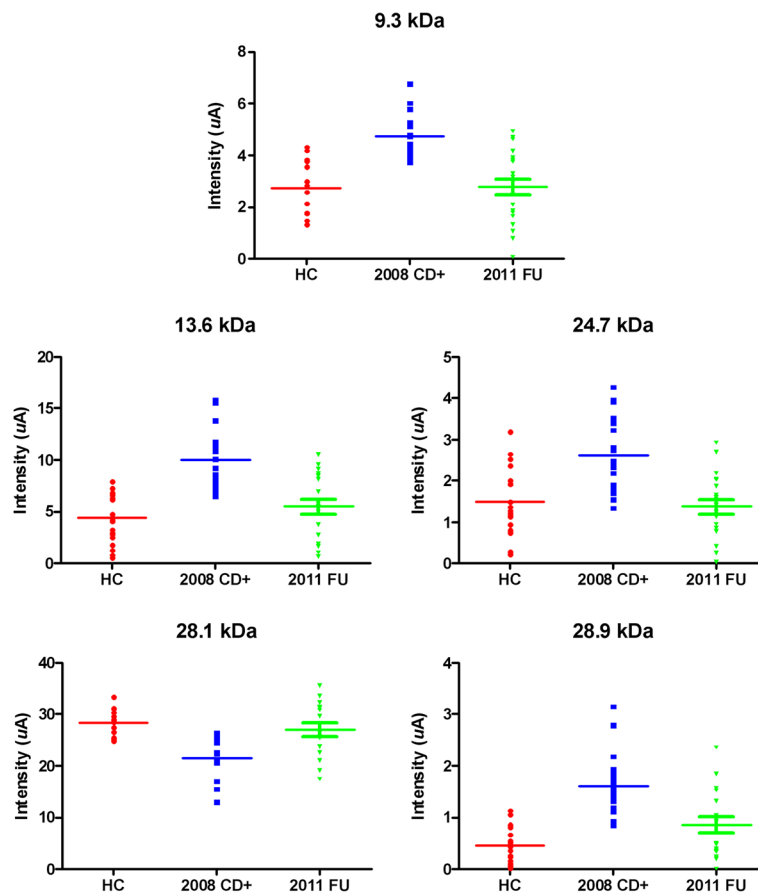 9.3 kDa
8
6
4
2
0
Intensity (uA)
HC
2008 CD+
2011 FU
13.6 kDa
20
15
10
5
0
Intensity (uA)
HC
2008 CD+
2011 FU
24.7 kDa
5
4
3
2
1
0
Intensity (uA)
HC
2008 CD+
2011 FU
28.1 kDa
40
30
20
10
0
Intensity (uA)
HC
2008 CD+
2011 FU
28.9 kDa
4
3
2
1
0
Intensity (uA)
HC
2008 CD+
2011 FU